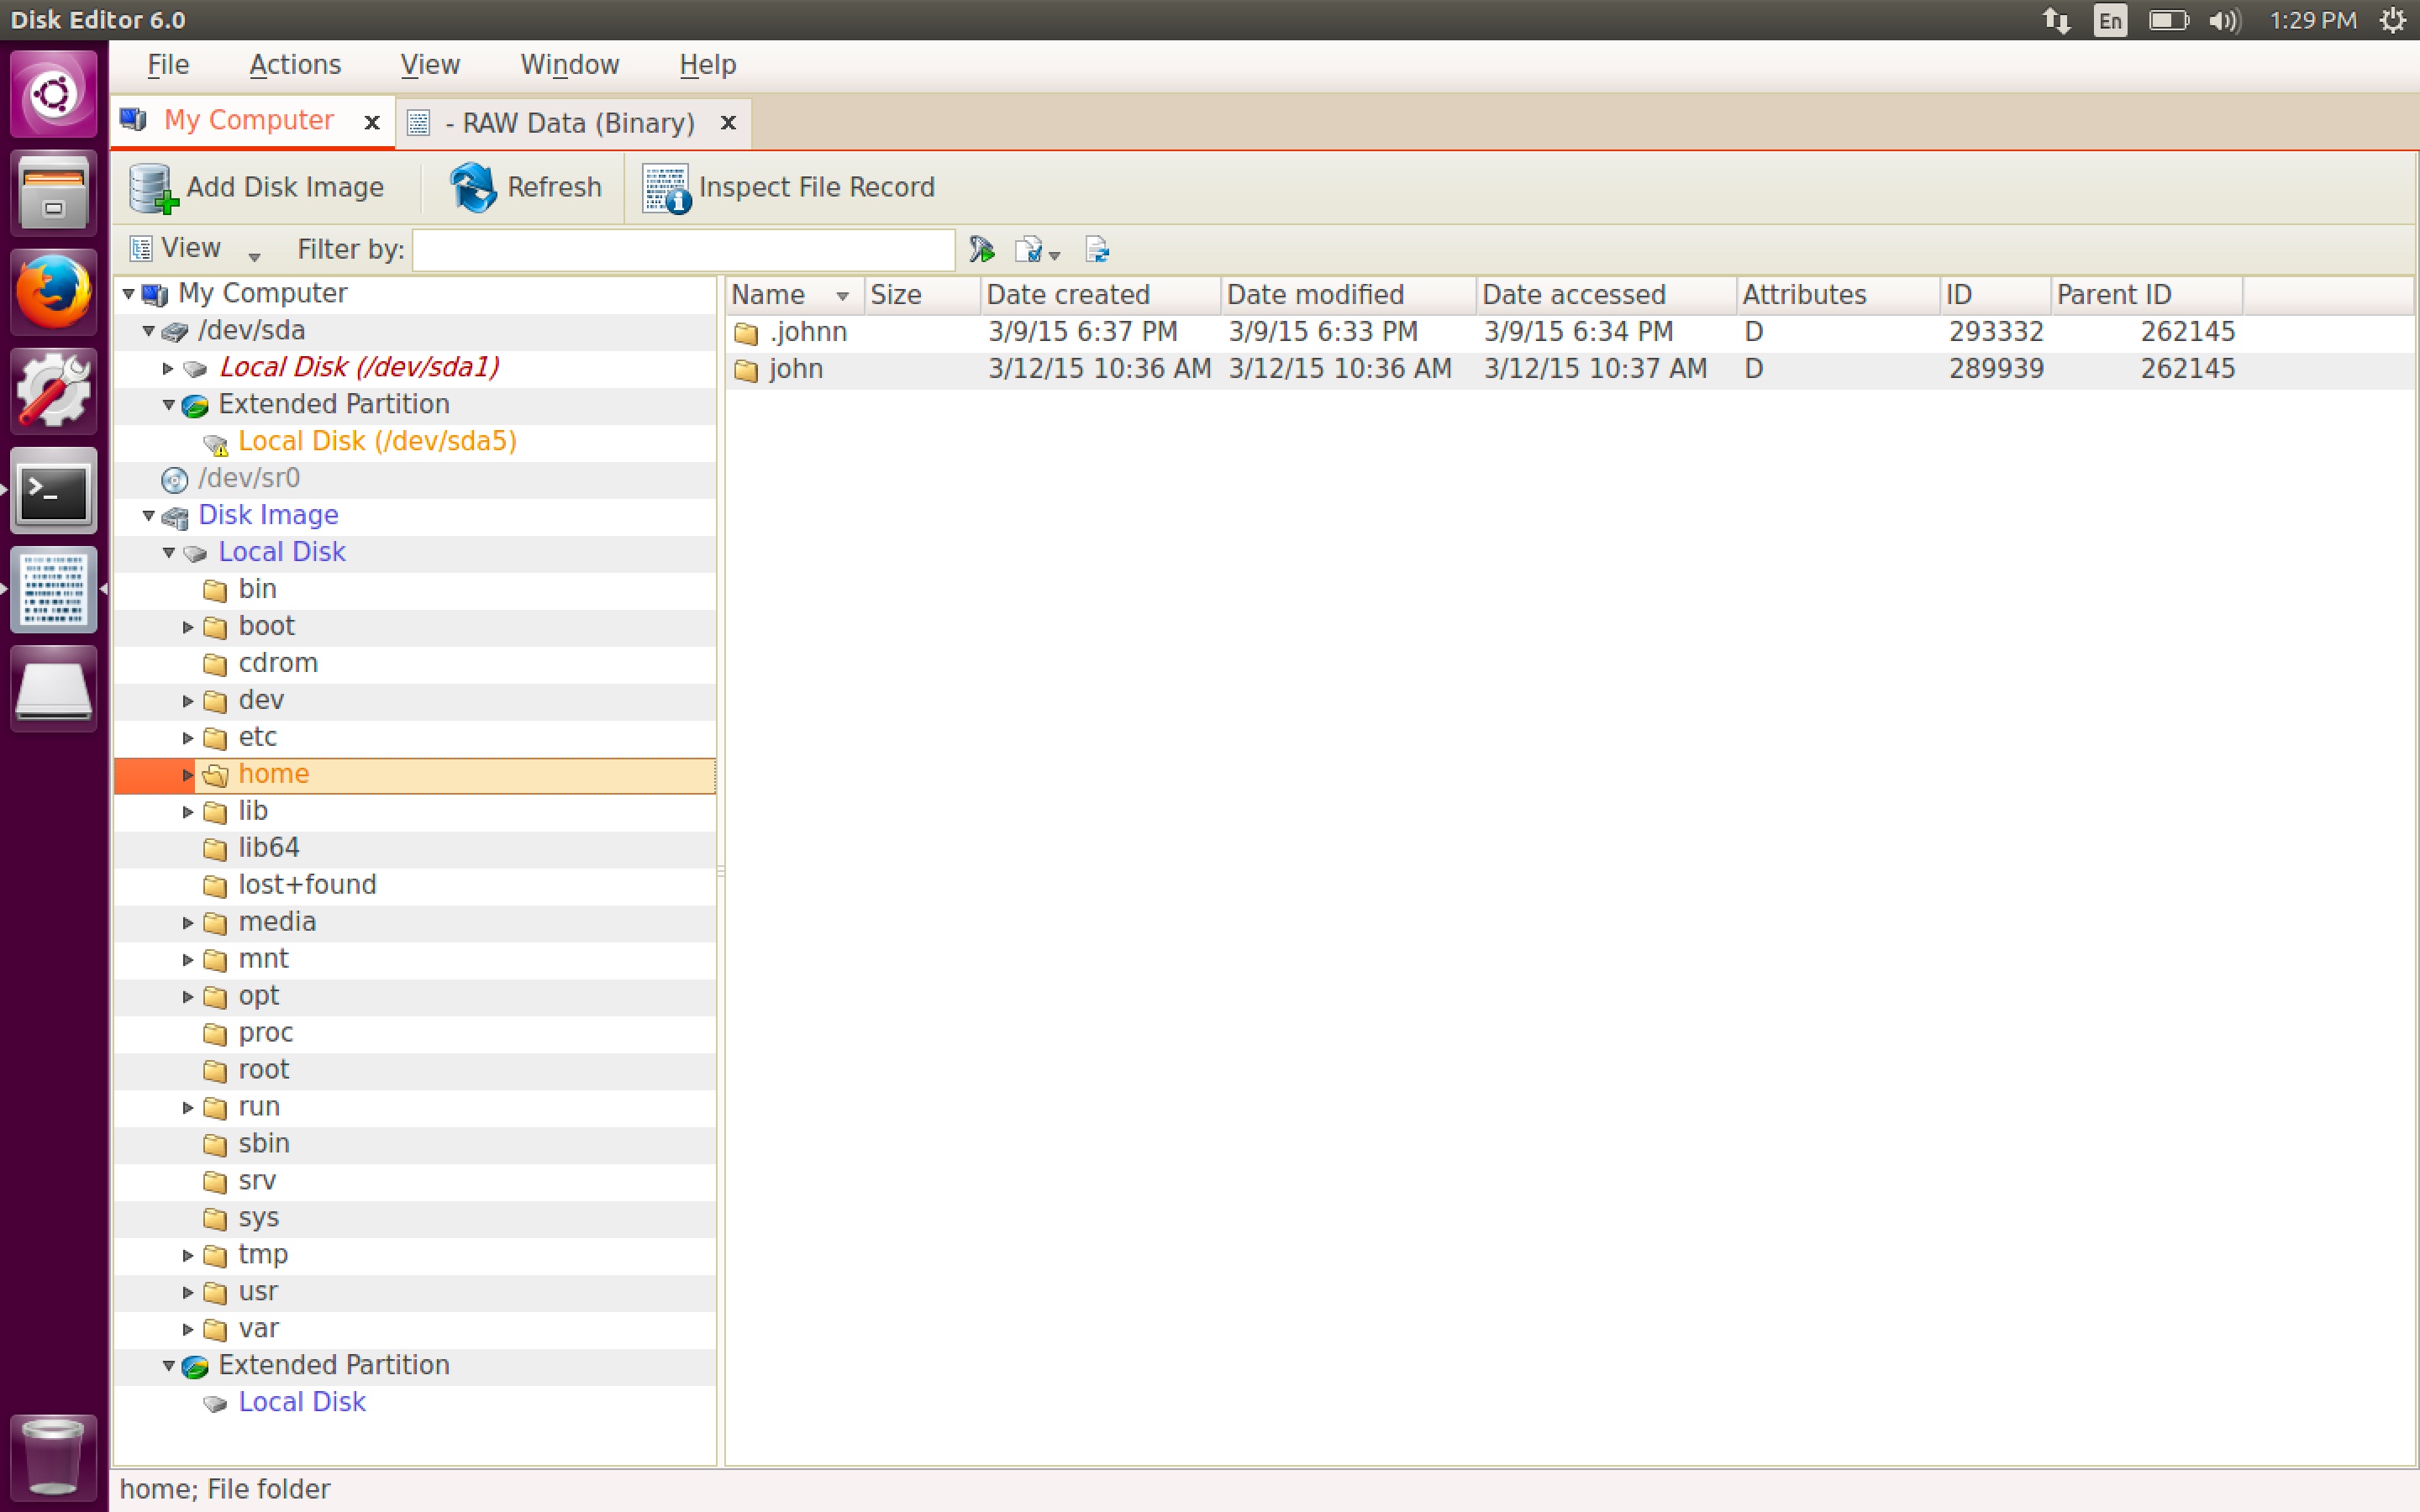 Disk Editor 6.0 En 1:29 PM
File Actions View Window Help
My Computer x - RAW Data (Binary) x
Add Disk Image Refresh Inspect File Record
View Filter by:
My Computer
/dev/sda
Local Disk (/dev/sda1)
Extended Partition
Local Disk (/dev/sda5)
/dev/sr0
Disk Image
Local Disk
bin
boot
cdrom
dev
etc
home
lib
lib64
lost+found
media
mnt
opt
proc
root
run
sbin
srv
sys
tmp
usr
var
Extended Partition
Local Disk
Name Size Date created Date modified Date accessed Attributes ID Parent ID
.johnn 3/9/15 6:37 PM 3/9/15 6:33 PM 3/9/15 6:34 PM D 293332 262145
john 3/12/15 10:36 AM 3/12/15 10:36 AM 3/12/15 10:37 AM D 289939 262145
home; File folder